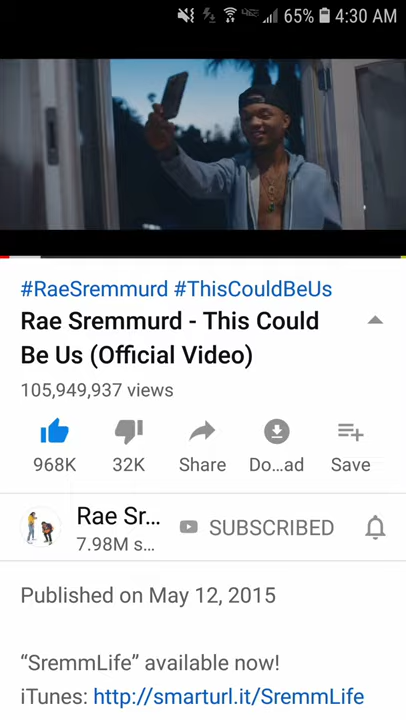 65% 4:30 AM
#RaeSremmurd #ThisCouldBeUs
Rae Sremmurd - This Could
Be Us (Official Video)
105,949,937 views
968K 32K Share Do...ad Save
Rae Sr... SUBSCRIBED
7.98M s...
Published on May 12, 2015
“SremmLife” available now!
iTunes: http://smarturl.it/SremmLife